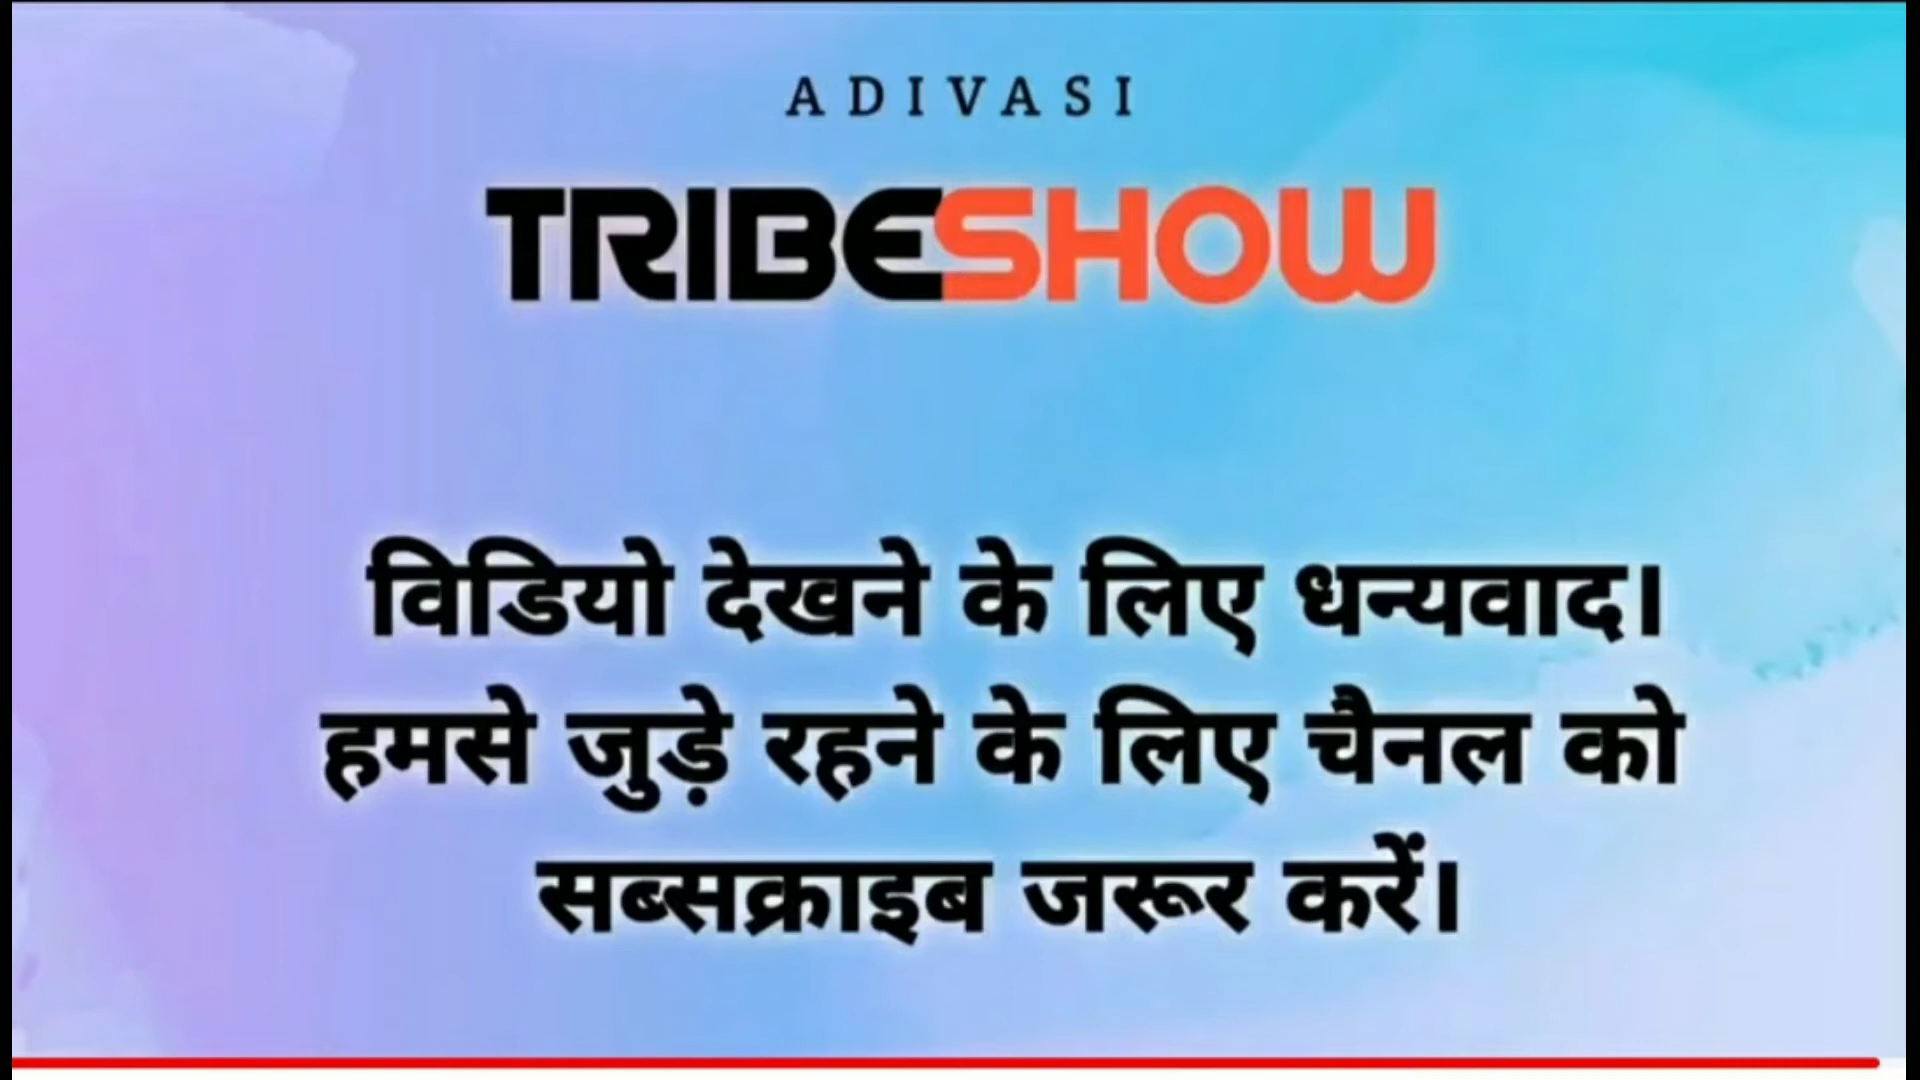 ADIVASI
TRIBESHOW
विडियो देखने के लिए धन्यवाद।
हमसे जुड़े रहने के लिए चैनल को
सब्सक्राइब जरूर करें।